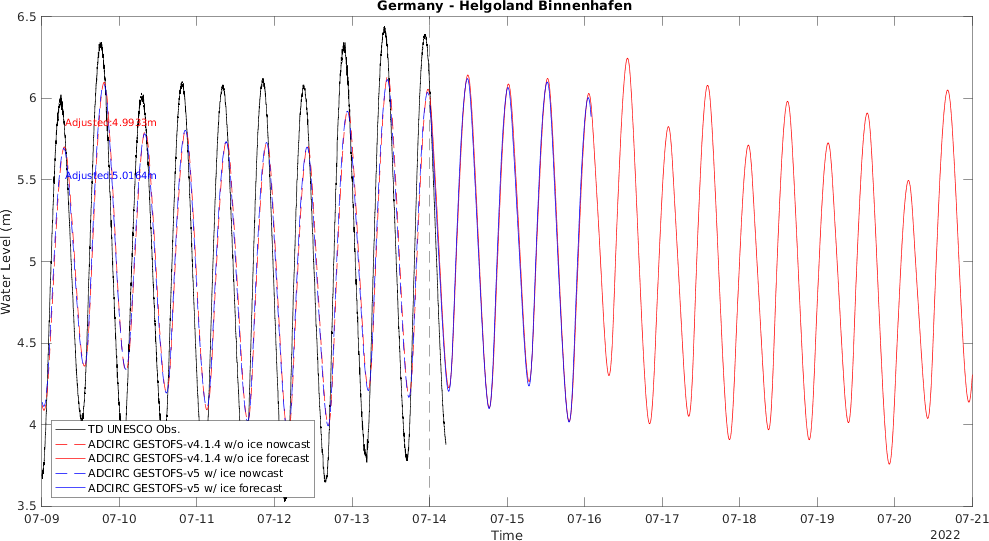 Germany - Helgoland Binnenhafen
6.5
6
5.5
5
4.5
4
3.5
Water Level (m)
Adjusted:4.9933m
Adjusted:5.0164m
TD UNESCO Obs.
ADCIRC GESTOFS-v4.1.4 w/o ice nowcast
ADCIRC GESTOFS-v4.1.4 w/o ice forecast
ADCIRC GESTOFS-v5 w/ ice nowcast
ADCIRC GESTOFS-v5 w/ ice forecast
07-09 07-10 07-11 07-12 07-13 07-14 07-15 07-16 07-17 07-18 07-19 07-20 07-21
Time
2022